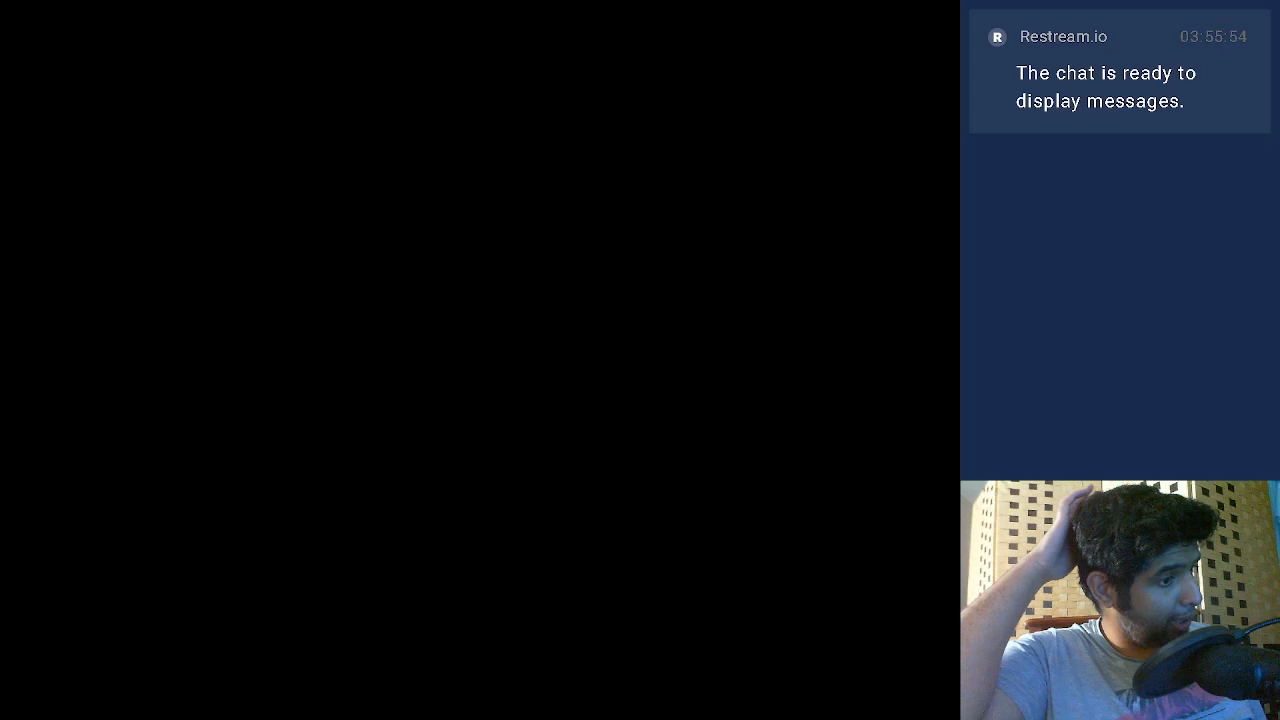 R Restream.io 03:55:54
The chat is ready to
display messages.